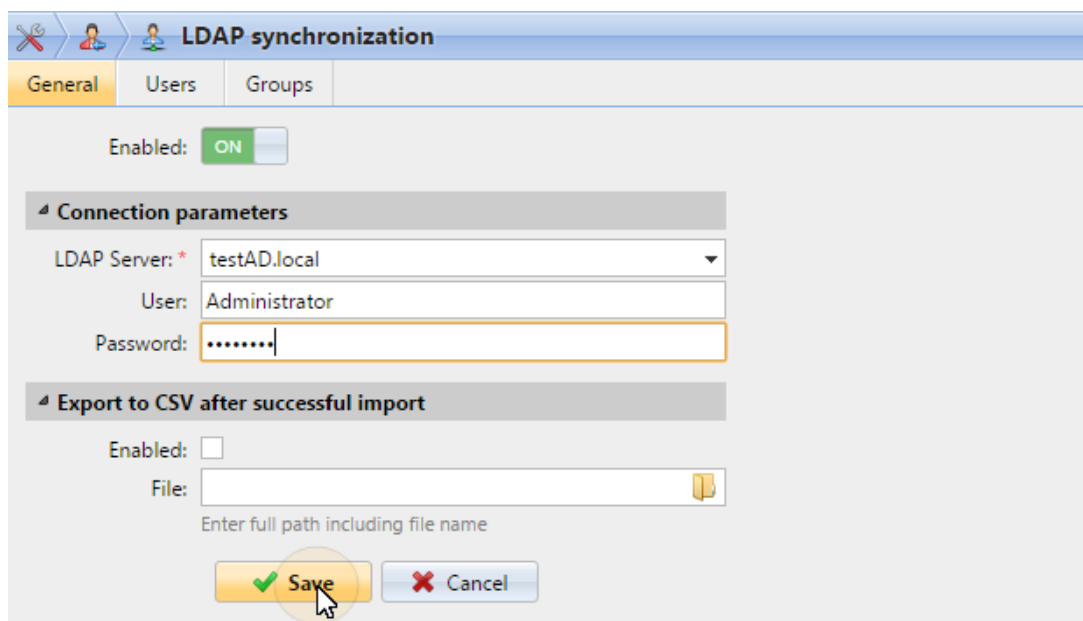 LDAP synchronization
General Users Groups
Enabled: ON
Connection parameters
LDAP Server: * testAD.local
User: Administrator
Password: ••••••••
Export to CSV after successful import
Enabled:
File:
Enter full path including file name
Save Cancel